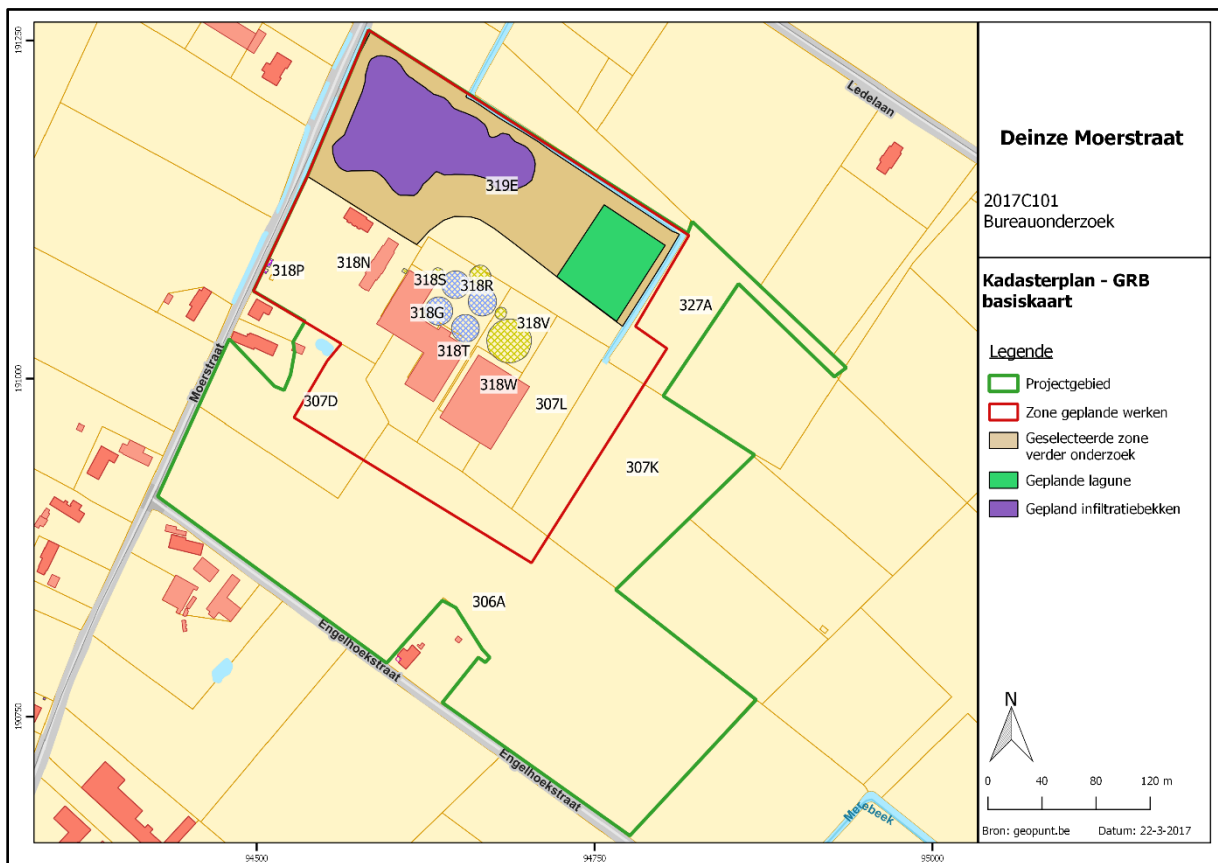 191250
191000
190750
94500
94750
95000
Ledelaan
Moerstraat
Engelhoekstraat
Engelhoekstraat
Merebeek
319E
318P
318N
318S
318R
318G
318V
318T
318W
307D
307L
327A
307K
306A
Deinze Moerstraat
2017C101
Bureauonderzoek
Kadasterplan - GRB
basiskaart
Legende
Projectgebied
Zone geplande werken
Geselecteerde zone
verder onderzoek
Geplande lagune
Gepland infiltratiebekken
N
0 40 80 120 m
Bron: geopunt.be Datum: 22-3-2017